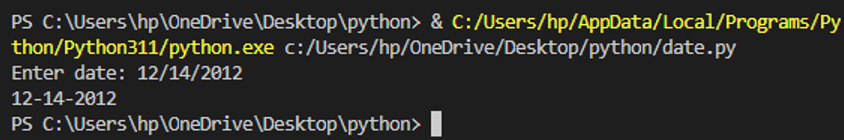 PS C:\Users\hp\OneDrive\Desktop\python> & C:/Users/hp/AppData/Local/Programs/Py
thon/Python311/python.exe c:/Users/hp/OneDrive/Desktop/python/date.py
Enter date: 12/14/2012
12-14-2012
PS C:\Users\hp\OneDrive\Desktop\python>